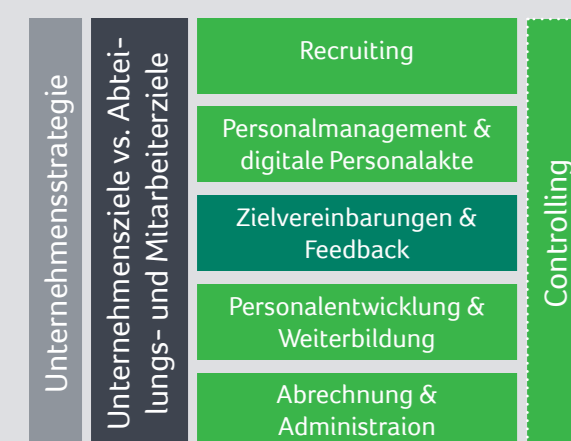 Unternehmensstrategie
Unternehmensziele vs. Abtei-
lungs- und Mitarbeiterziele
Recruiting
Personalmanagement &
digitale Personalakte
Zielvereinbarungen &
Feedback
Personalentwicklung &
Weiterbildung
Abrechnung &
Administraion
Controlling